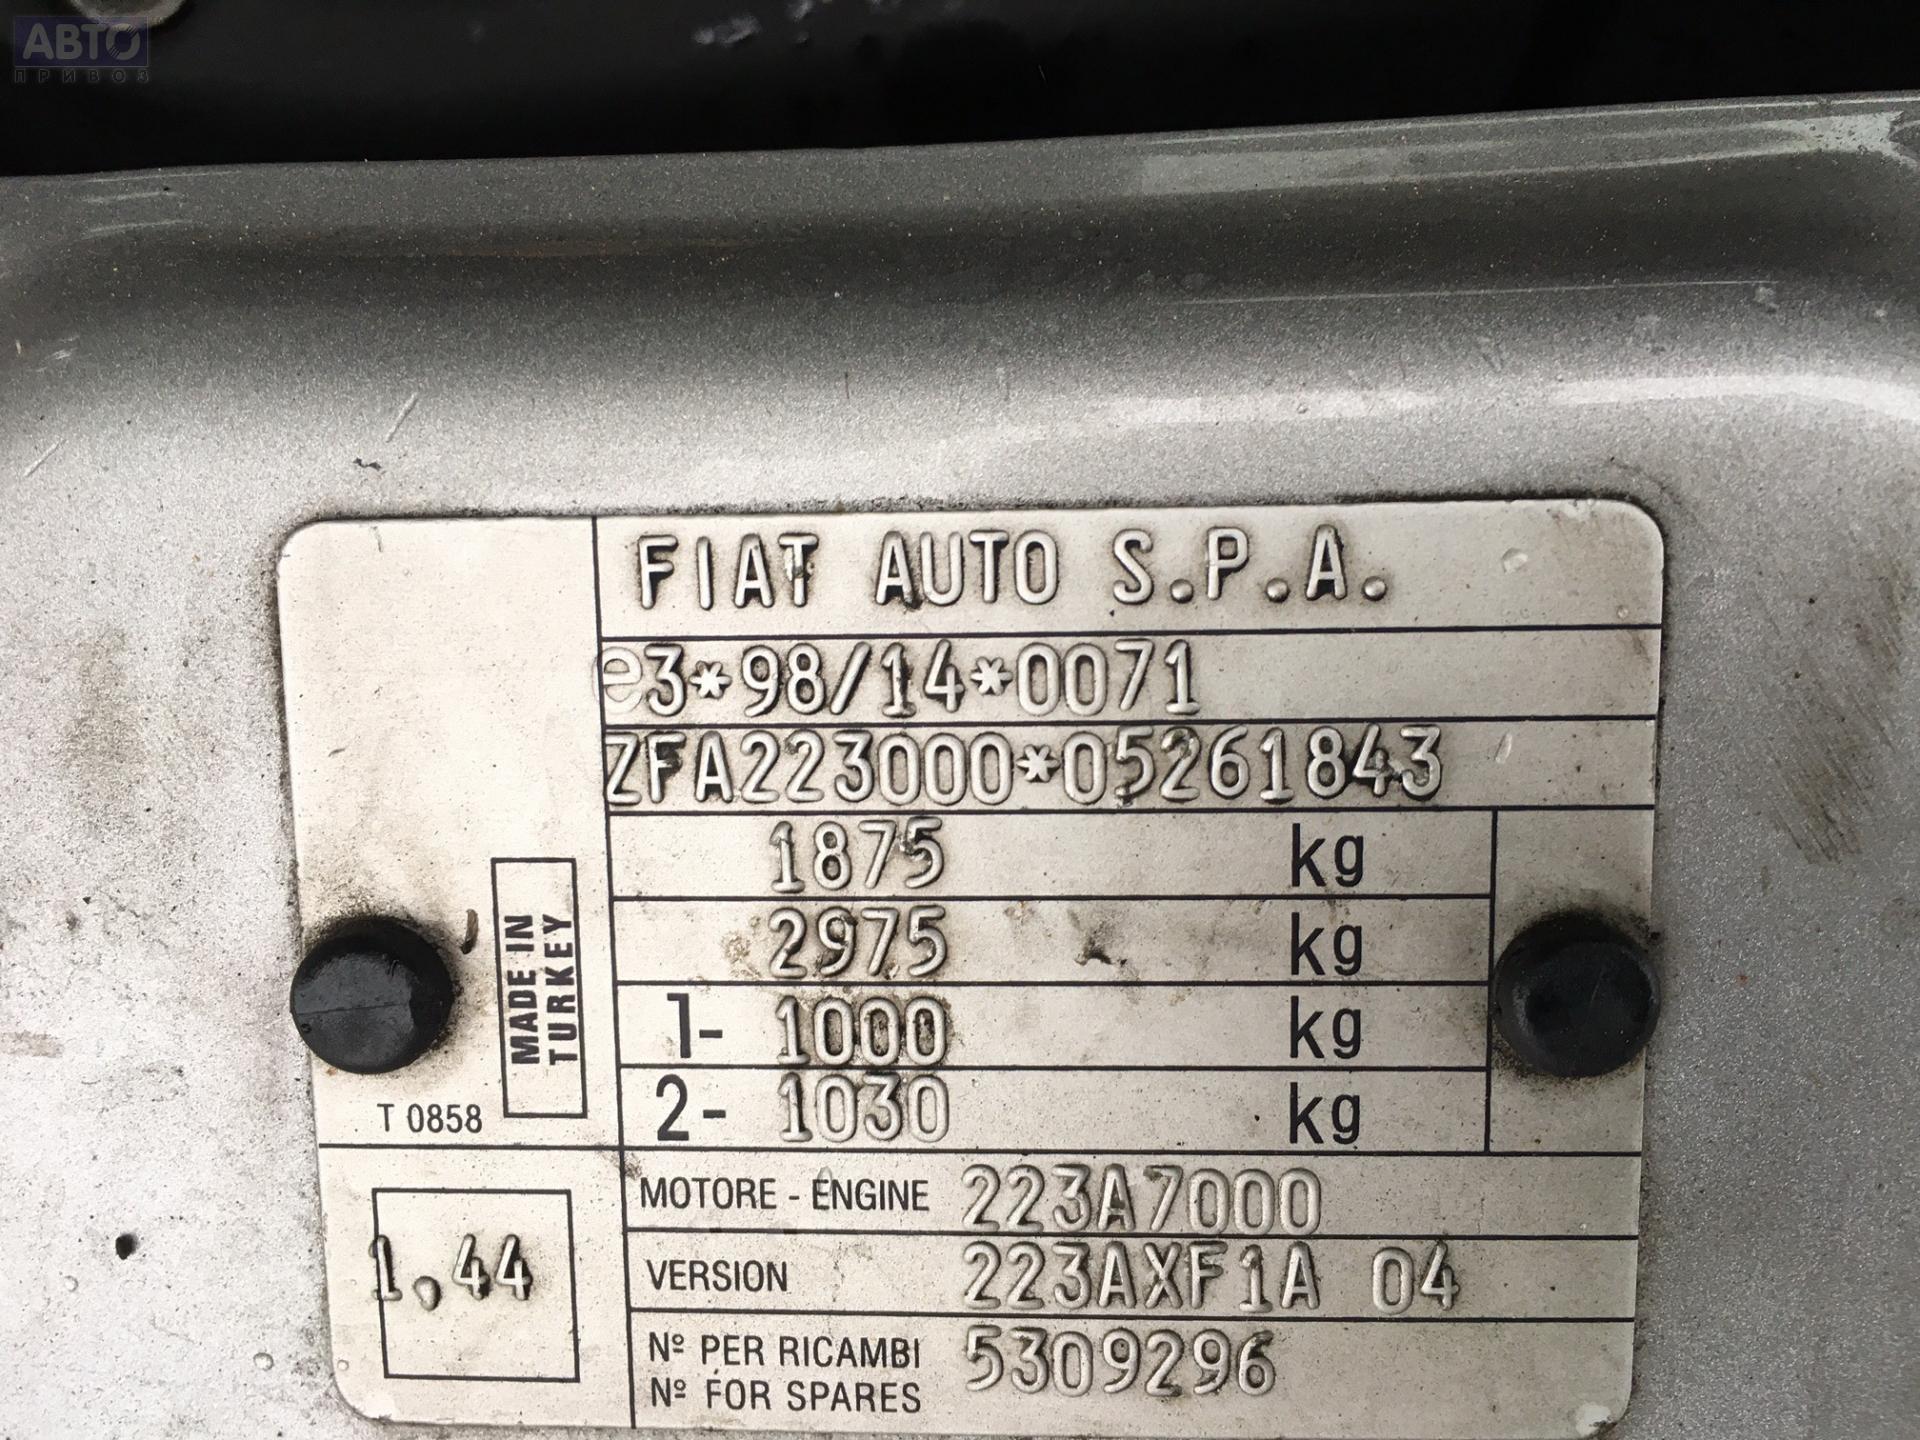 АВТО
ПРИВОЗ
FIAT AUTO S.P.A.
e3*98/14*0071
ZFA223000*05261843
1875 kg
2975 kg
1- 1000 kg
2- 1030 kg
MADE IN
TURKEY
T 0858
1,44
MOTORE - ENGINE 223A7000
VERSION 223AXF1A 04
Nº PER RICAMBI 5309296
Nº FOR SPARES